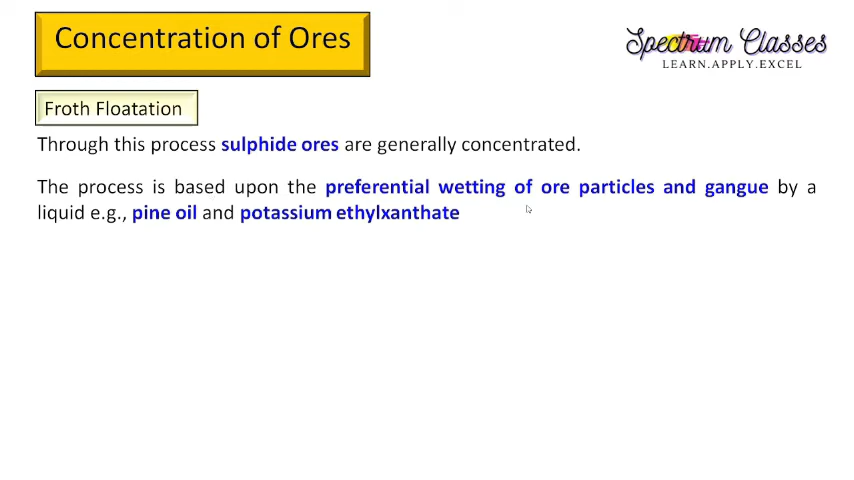 Concentration of Ores
Spectrum Classes
LEARN.APPLY.EXCEL
Froth Floatation
Through this process sulphide ores are generally concentrated.
The process is based upon the preferential wetting of ore particles and gangue by a
liquid e.g., pine oil and potassium ethylxanthate